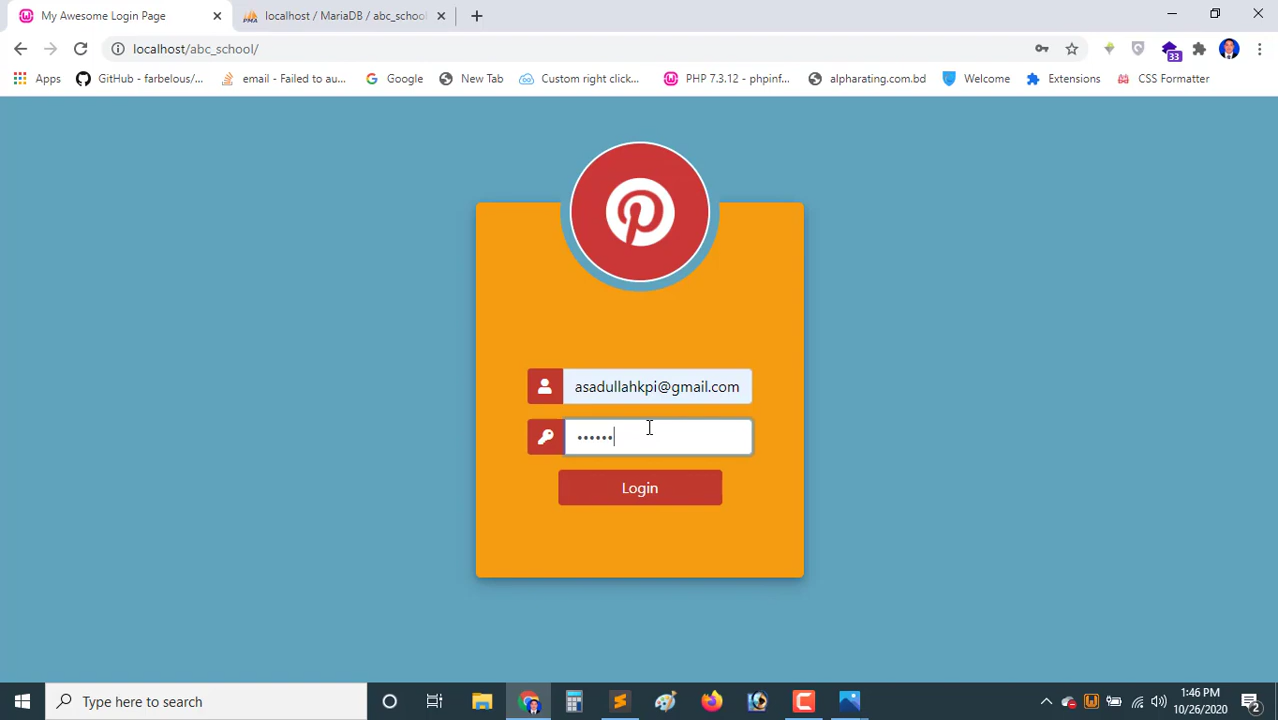 My Awesome Login Page
localhost / MariaDB / abc_school
localhost/abc_school/
33
Apps
GitHub - farbelous/...
email - Failed to au...
Google
New Tab
Custom right click...
PHP 7.3.12 - phpinf...
alpharating.com.bd
Welcome
Extensions
CSS Formatter
asadullahkpi@gmail.com
••••••
Login
Type here to search
1:46 PM
10/26/2020
2